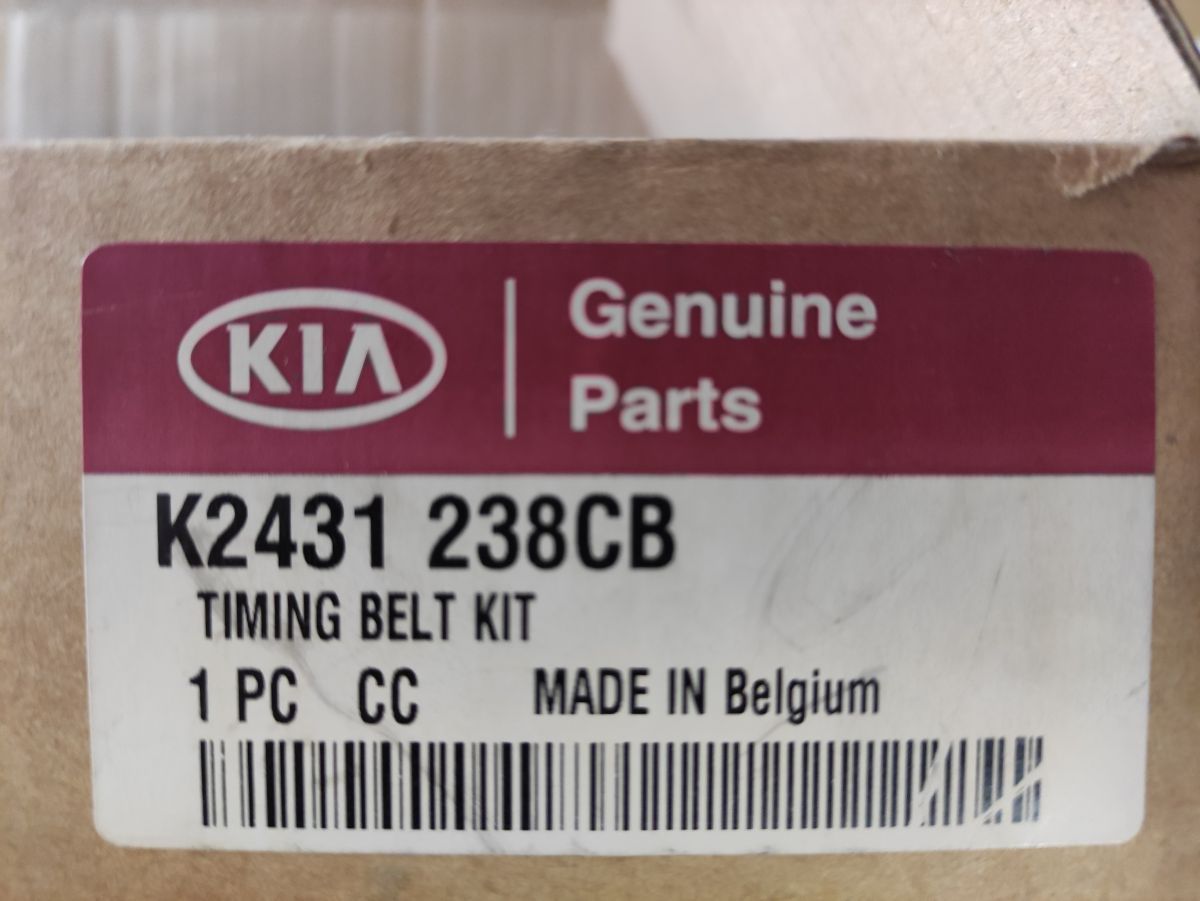 KIA
Genuine
Parts
K2431 238CB
TIMING BELT KIT
1 PC CC MADE IN Belgium